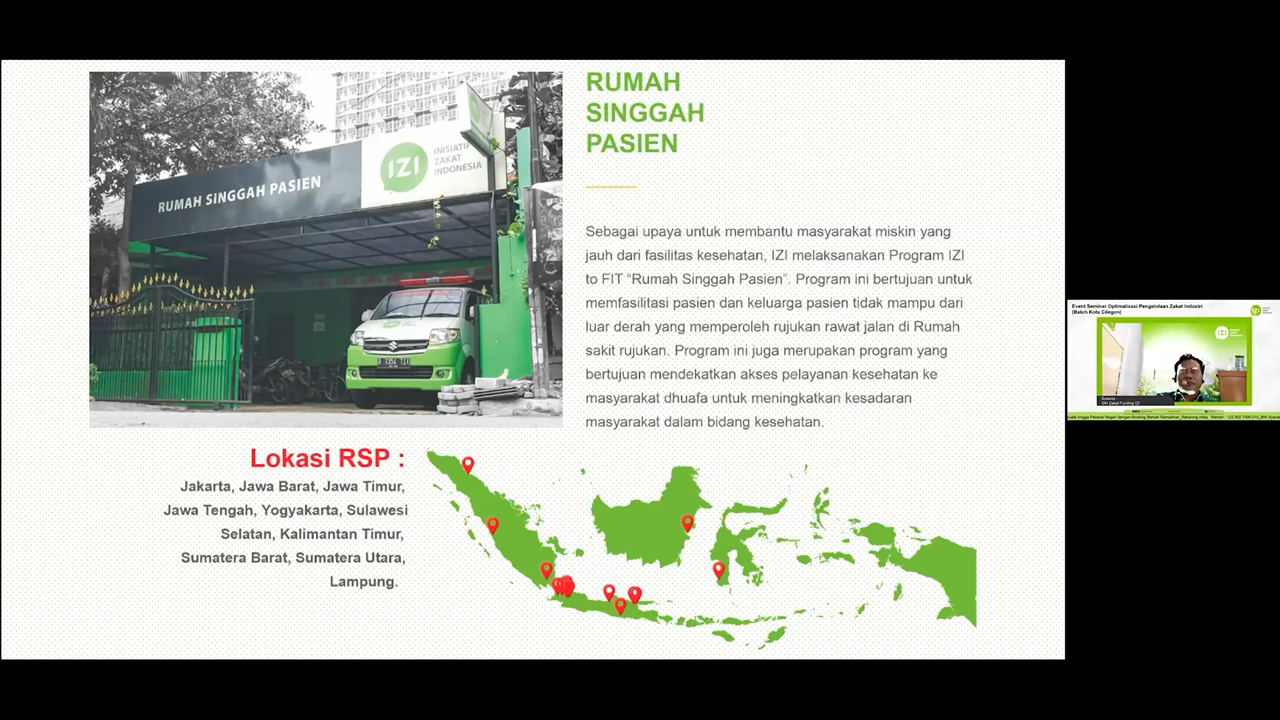 RUMAH SINGGAH PASIEN
IZI
INISIATIF
ZAKAT
INDONESIA
RUMAH
SINGGAH
PASIEN
Sebagai upaya untuk membantu masyarakat miskin yang
jauh dari fasilitas kesehatan, IZI melaksanakan Program IZI
to FIT “Rumah Singgah Pasien”. Program ini bertujuan untuk
memfasilitasi pasien dan keluarga pasien tidak mampu dari
luar derah yang memperoleh rujukan rawat jalan di Rumah
sakit rujukan. Program ini juga merupakan program yang
bertujuan mendekatkan akses pelayanan kesehatan ke
masyarakat dhuafa untuk meningkatkan kesadaran
masyarakat dalam bidang kesehatan.
Lokasi RSP :
Jakarta, Jawa Barat, Jawa Timur,
Jawa Tengah, Yogyakarta, Sulawesi
Selatan, Kalimantan Timur,
Sumatera Barat, Sumatera Utara,
Lampung.
Event Seminar Optimalisasi Pengelolaan Zakat Industri
(Batch Kota Cilegon)
IZI
GM Zakat Funding IZI